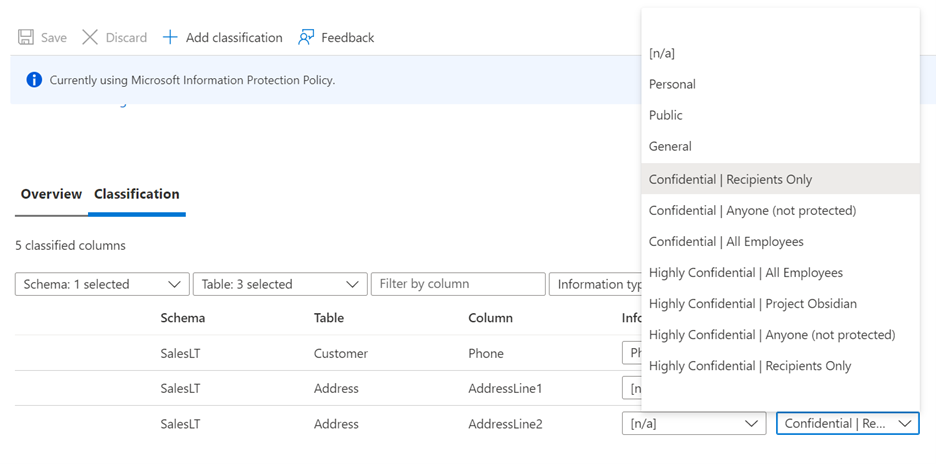 Save Discard Add classification Feedback
Currently using Microsoft Information Protection Policy.
Overview Classification
5 classified columns
Schema: 1 selected Table: 3 selected Filter by column Information typ
Schema Table Column Info
SalesLT Customer Phone Ph
SalesLT Address AddressLine1 [n
SalesLT Address AddressLine2 [n/a] Confidential | Re...
[n/a]
Personal
Public
General
Confidential | Recipients Only
Confidential | Anyone (not protected)
Confidential | All Employees
Highly Confidential | All Employees
Highly Confidential | Project Obsidian
Highly Confidential | Anyone (not protected)
Highly Confidential | Recipients Only